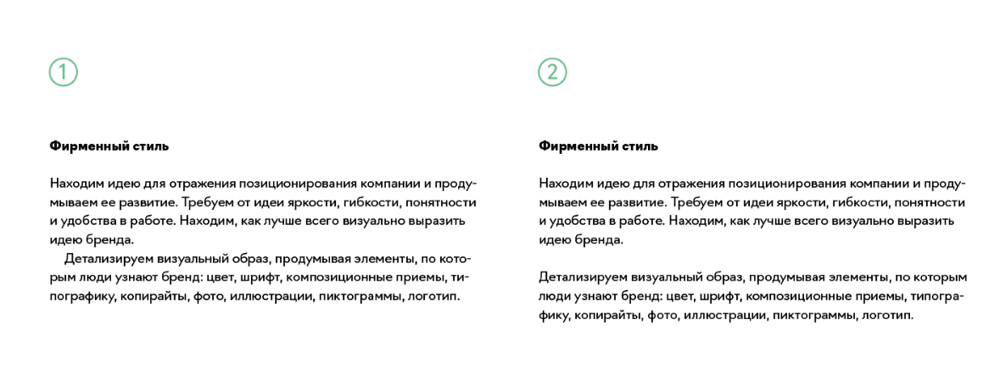 1
Фирменный стиль
Находим идею для отражения позиционирования компании и проду-
мываем ее развитие. Требуем от идеи яркости, гибкости, понятности
и удобства в работе. Находим, как лучше всего визуально выразить
идею бренда.
Детализируем визуальный образ, продумывая элементы, по кото-
рым люди узнают бренд: цвет, шрифт, композиционные приемы, ти-
пографику, копирайты, фото, иллюстрации, пиктограммы, логотип.
2
Фирменный стиль
Находим идею для отражения позиционирования компании и проду-
мываем ее развитие. Требуем от идеи яркости, гибкости, понятности
и удобства в работе. Находим, как лучше всего визуально выразить
идею бренда.
Детализируем визуальный образ, продумывая элементы, по которым
люди узнают бренд: цвет, шрифт, композиционные приемы, типогра-
фику, копирайты, фото, иллюстрации, пиктограммы, логотип.